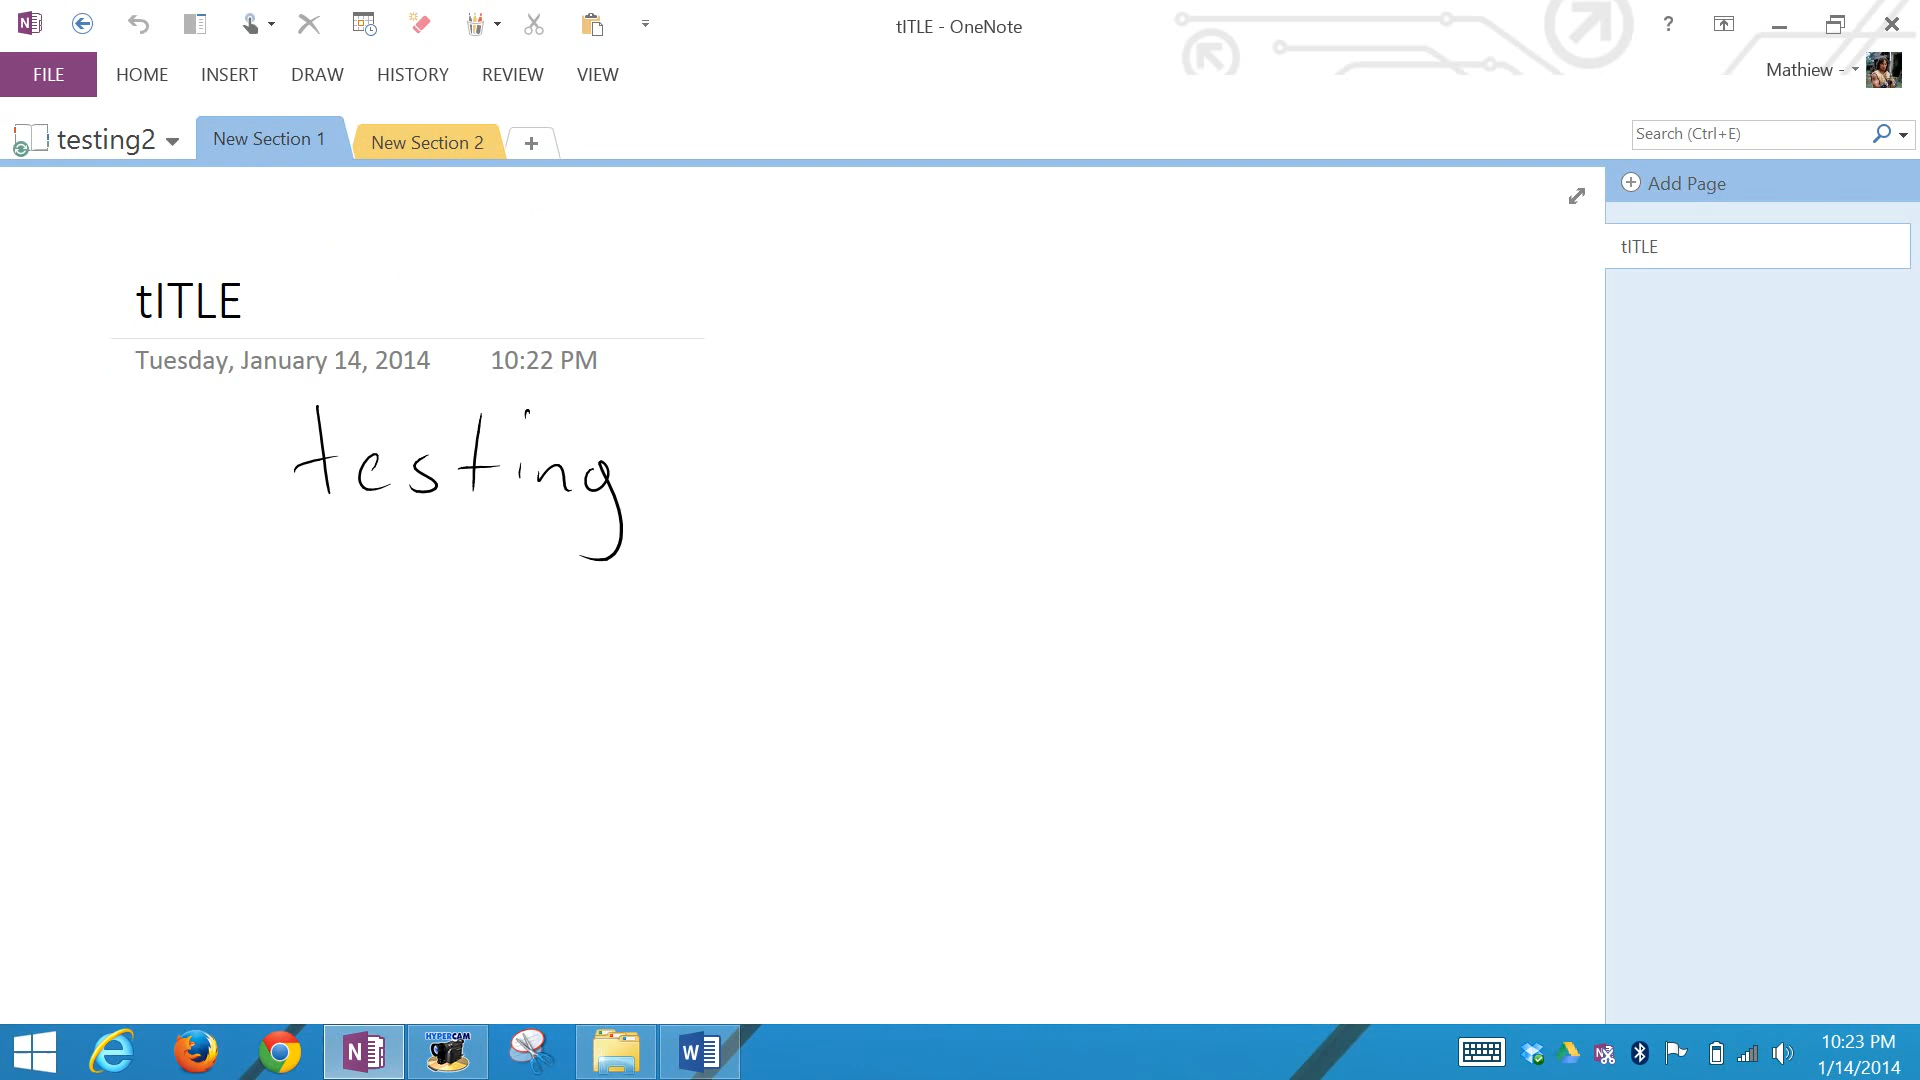 tITLE - OneNote
?
FILE HOME INSERT DRAW HISTORY REVIEW VIEW
Mathiew -
testing2
New Section 1
New Section 2
+
Search (Ctrl+E)
Add Page
tITLE
tITLE
Tuesday, January 14, 2014 10:22 PM
testing
HYPERCAM
10:23 PM
1/14/2014